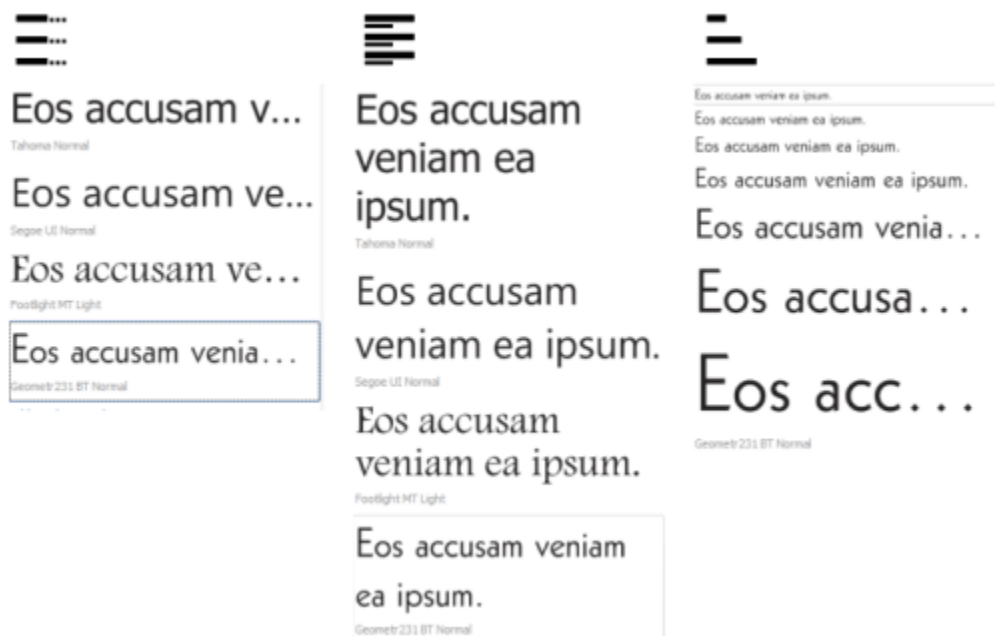 Eos accusam v...
Tahoma Normal
Eos accusam ve...
Segoe UI Normal
Eos accusam ve...
Footlight MT Light
Eos accusam venia...
Geometr231 BT Normal
Eos accusam
veniam ea
ipsum.
Tahoma Normal
Eos accusam
veniam ea ipsum.
Segoe UI Normal
Eos accusam
veniam ea ipsum.
Footlight MT Light
Eos accusam veniam
ea ipsum.
Geometr231 BT Normal
Eos accusam veniam ea ipsum.
Eos accusam veniam ea ipsum.
Eos accusam veniam ea ipsum.
Eos accusam veniam ea ipsum.
Eos accusam venia...
Eos accusa...
Eos acc...
Geometr231 BT Normal